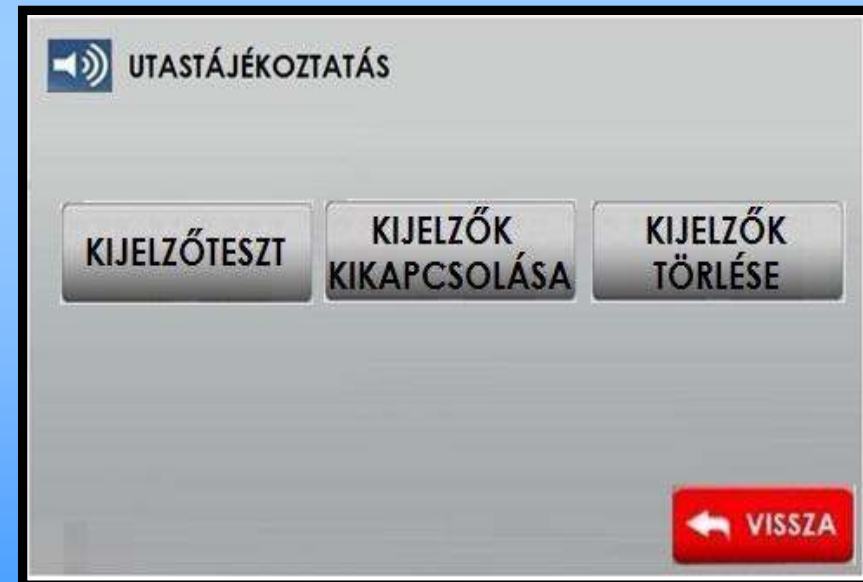 UTASTÁJÉKOZTATÁS
KIJELZŐTESZT
KIJELZŐK
KIKAPCSOLÁSA
KIJELZŐK
TÖRLÉSE
VISSZA